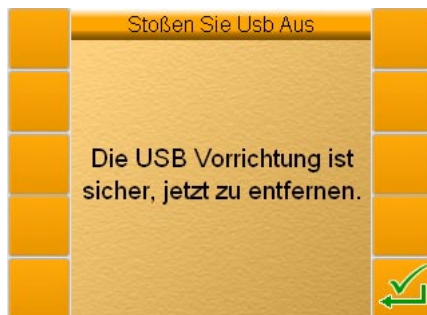 Stoßen Sie Usb Aus
Die USB Vorrichtung ist
sicher, jetzt zu entfernen.